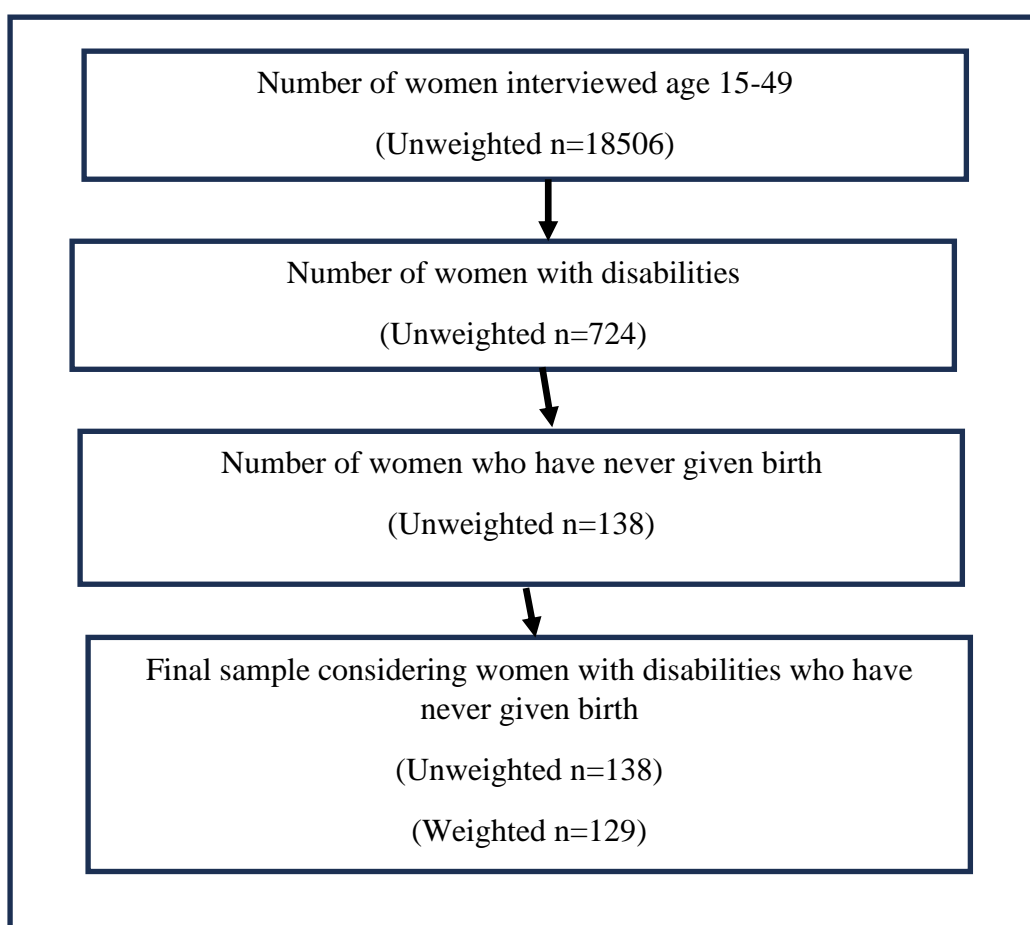 Number of women interviewed age 15-49
(Unweighted n=18506)
Number of women with disabilities
(Unweighted n=724)
Number of women who have never given birth
(Unweighted n=138)
Final sample considering women with disabilities who have
never given birth
(Unweighted n=138)
(Weighted n=129)